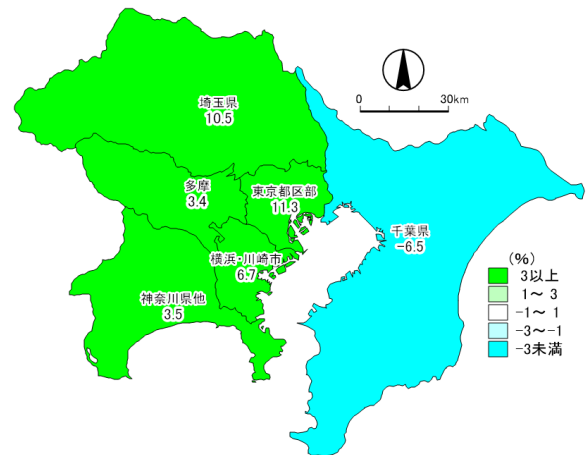 0 30km
埼玉県
10.5
多摩
3.4
東京都区部
11.3
千葉県
-6.5
横浜・川崎市
6.7
神奈川県他
3.5
(%)
3以上
1～ 3
-1～ 1
-3～-1
-3未満